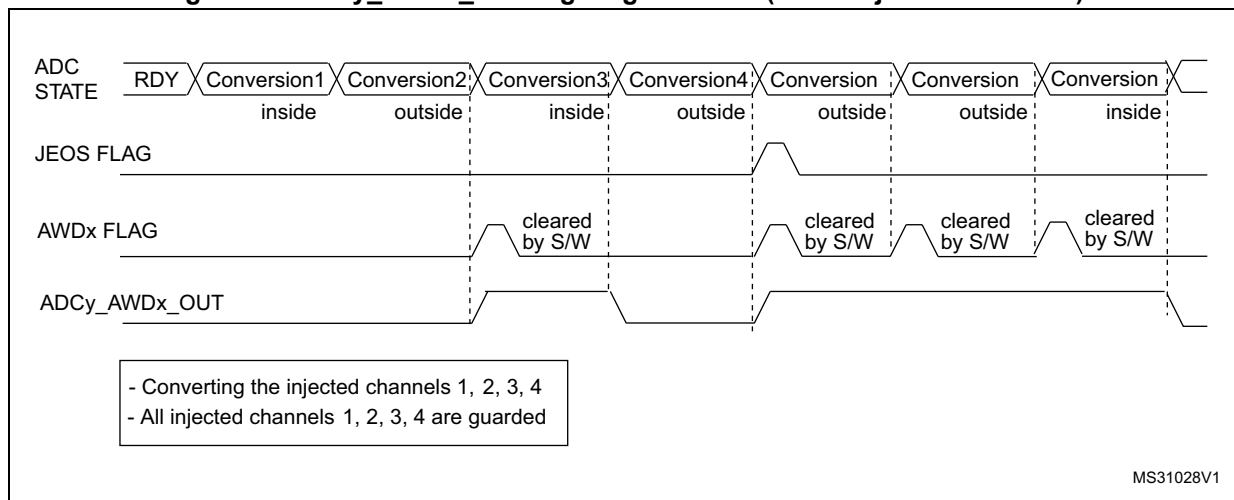 ADC
STATE
RDY Conversion1 Conversion2 Conversion3 Conversion4 Conversion Conversion Conversion
inside outside inside outside outside outside inside
JEOS FLAG
AWDx FLAG
cleared
by S/W
cleared
by S/W
cleared
by S/W
cleared
by S/W
ADCy_AWDx_OUT
- Converting the injected channels 1, 2, 3, 4
- All injected channels 1, 2, 3, 4 are guarded
MS31028V1